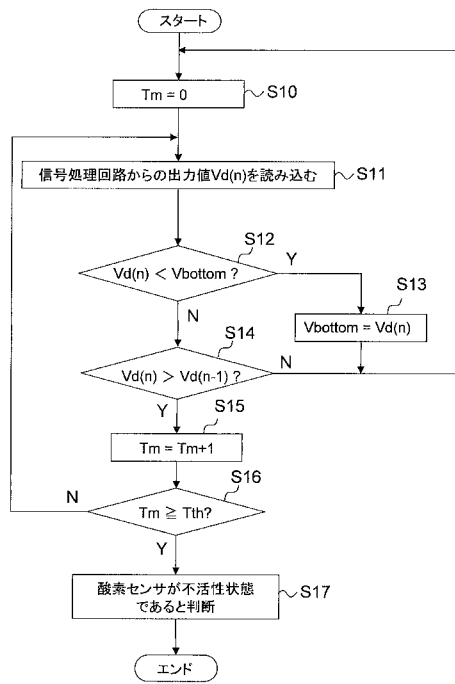 スタート
Tm = 0
S10
信号処理回路からの出力値Vd(n)を読み込む
S11
S12
Vd(n) < Vbottom ?
Y
S13
Vbottom = Vd(n)
N
S14
Vd(n) > Vd(n-1) ?
N
Y
S15
Tm = Tm+1
S16
N
Tm ≧ Tth?
Y
酸素センサが不活性状態
であると判断
S17
エンド